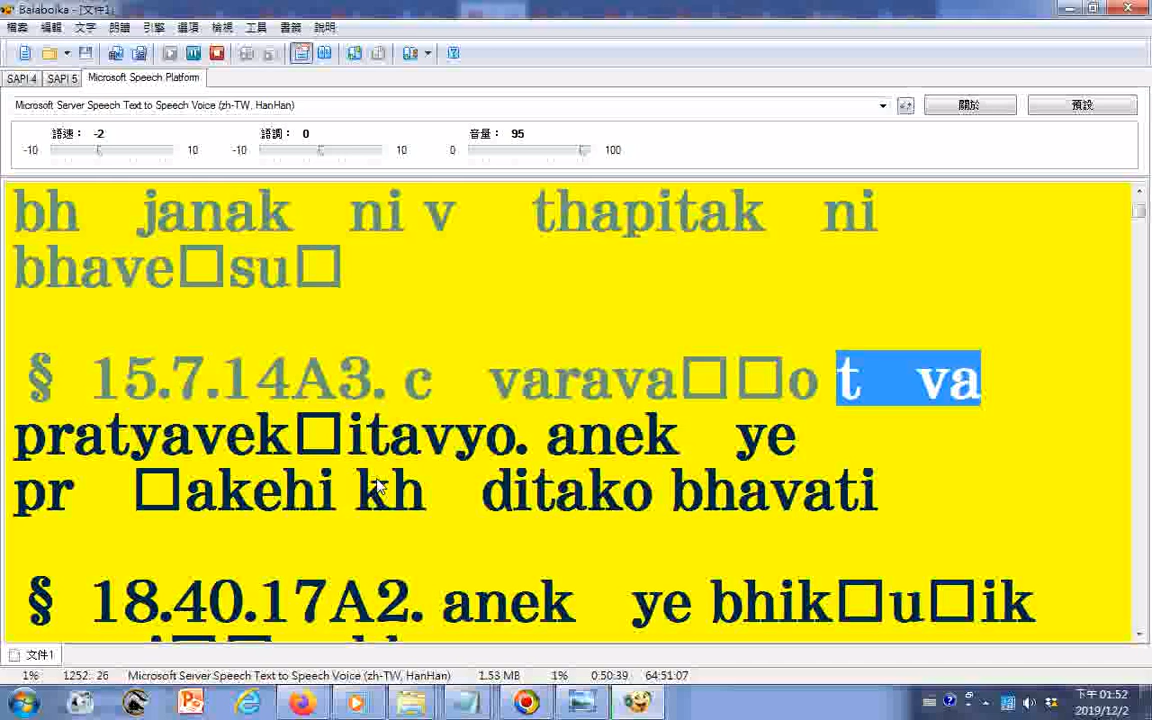 Balabolka - [文件1]
檔案 編輯 文字 朗讀 引擎 選項 檢視 工具 書籤 說明
SAPI 4 SAPI 5 Microsoft Speech Platform
Microsoft Server Speech Text to Speech Voice (zh-TW, HanHan) 關於 預設
語速： -2 語調： 0 音量： 95
-10 10 -10 10 0 100
bh janak ni v thapitak ni
bhave□su□
§ 15.7.14A3. c varava□□o t va
pratyavek□itavyo. anek ye
pr □akehi kh ditako bhavati
§ 18.40.17A2. anek ye bhik□u□ik
文件1
1% 1252: 26 Microsoft Server Speech Text to Speech Voice (zh-TW, HanHan) 1.53 MB 1% 0:50:39 64:51:07
下午 01:52
2019/12/2